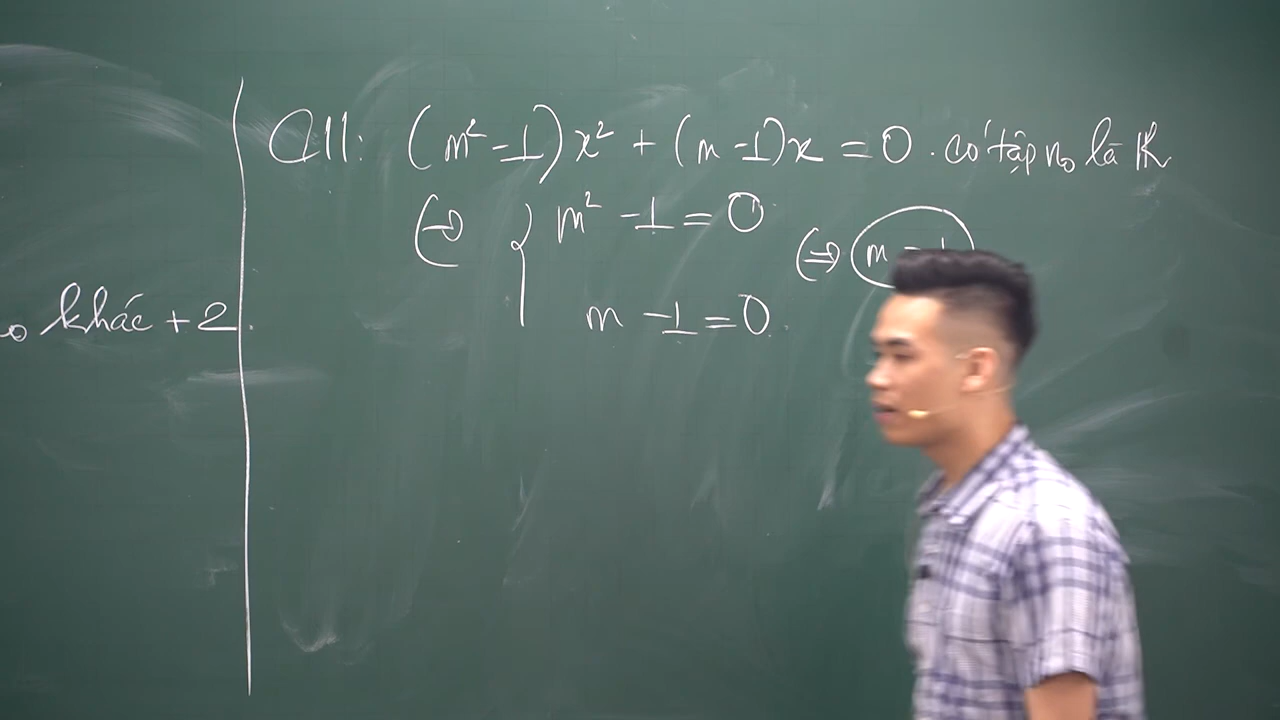 khác + 2.
C11: (m² - 1)x² + (m - 1)x = 0. có tập no là ℝ
⇔ { m² - 1 = 0
m - 1 = 0.
⇔ m = 1